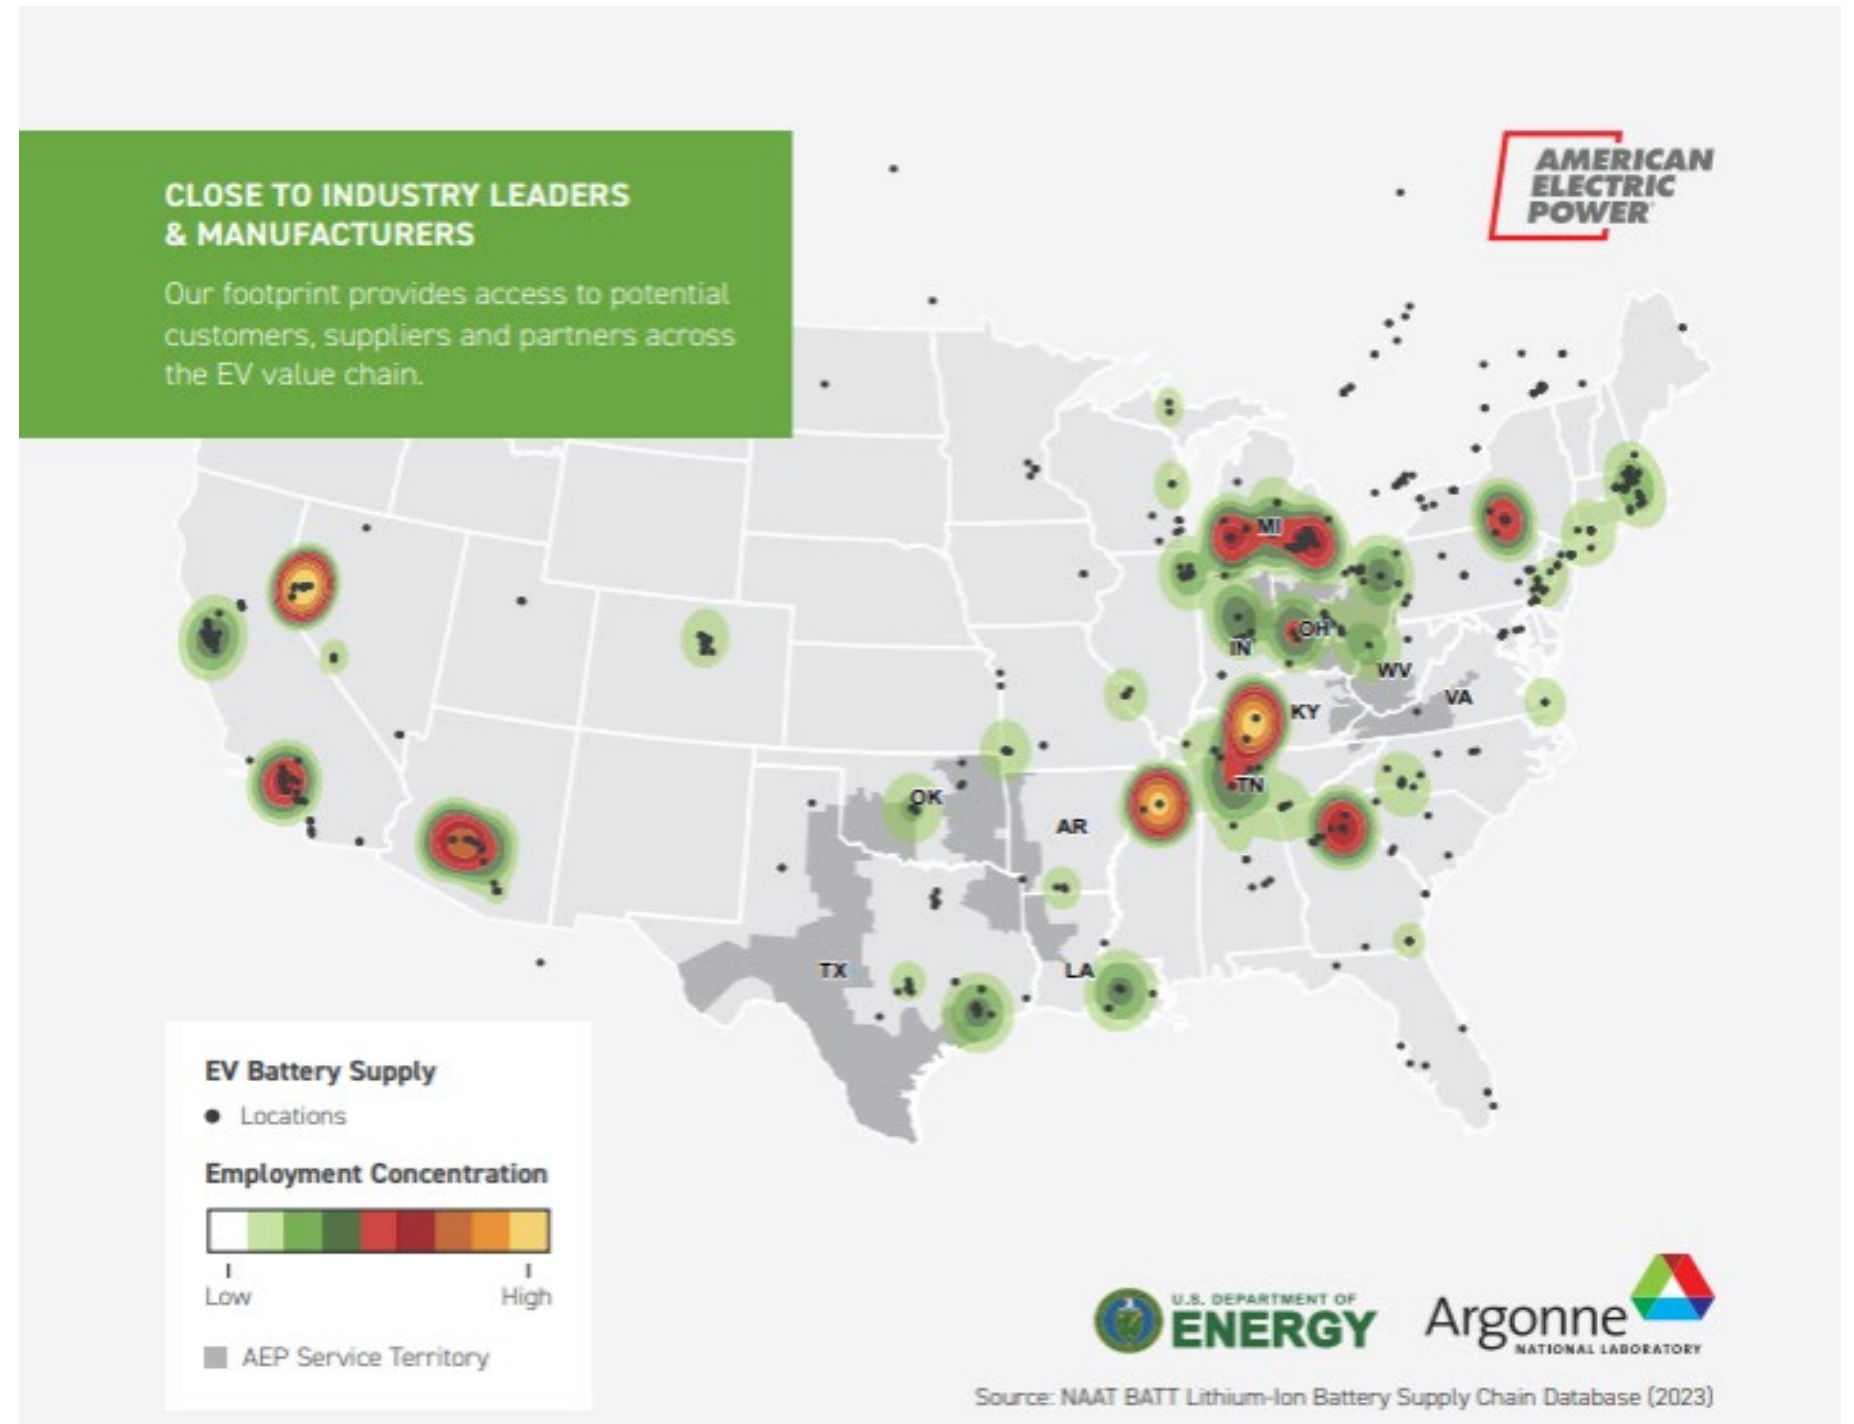 CLOSE TO INDUSTRY LEADERS
& MANUFACTURERS
Our footprint provides access to potential
customers, suppliers and partners across
the EV value chain.
AMERICAN
ELECTRIC
POWER
MI
OH
IN
WV
VA
KY
TN
OK
AR
TX
LA
EV Battery Supply
Locations
Employment Concentration
Low
High
AEP Service Territory
U.S. DEPARTMENT OF
ENERGY
Argonne
NATIONAL LABORATORY
Source: NAAT BATT Lithium-Ion Battery Supply Chain Database (2023)